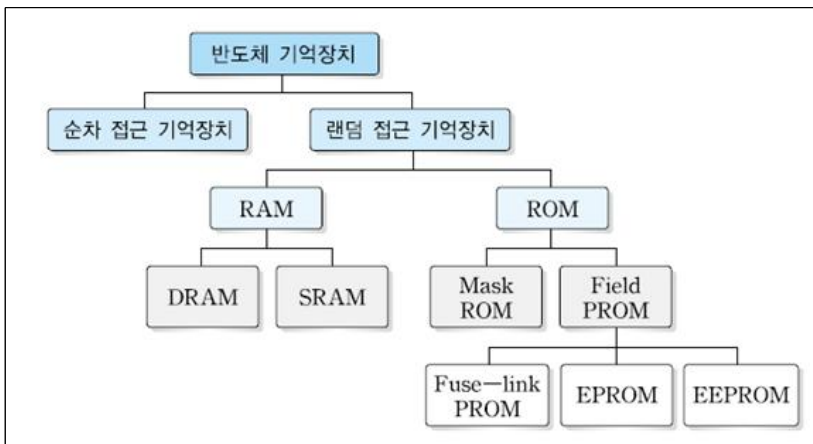 반도체 기억장치
순차 접근 기억장치
랜덤 접근 기억장치
RAM
ROM
DRAM
SRAM
Mask
ROM
Field
PROM
Fuse—link
PROM
EPROM
EEPROM